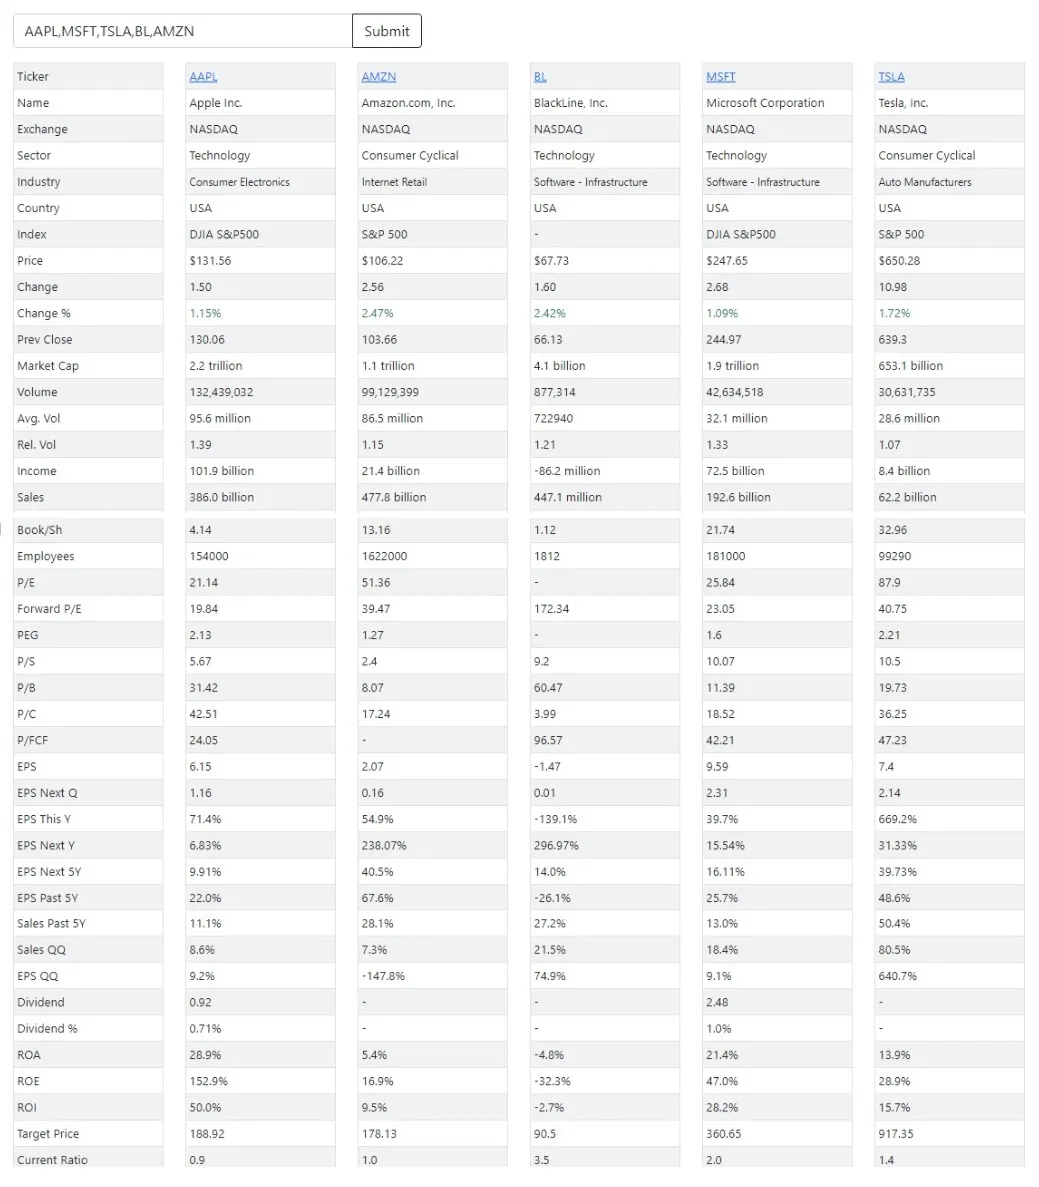 AAPL,MSFT,TSLA,BL,AMZN Submit
Ticker AAPL AMZN BL MSFT TSLA
Name Apple Inc. Amazon.com, Inc. BlackLine, Inc. Microsoft Corporation Tesla, Inc.
Exchange NASDAQ NASDAQ NASDAQ NASDAQ NASDAQ
Sector Technology Consumer Cyclical Technology Technology Consumer Cyclical
Industry Consumer Electronics Internet Retail Software - Infrastructure Software - Infrastructure Auto Manufacturers
Country USA USA USA USA USA
Index DJIA S&P500 S&P 500 - DJIA S&P500 S&P 500
Price $131.56 $106.22 $67.73 $247.65 $650.28
Change 1.50 2.56 1.60 2.68 10.98
Change % 1.15% 2.47% 2.42% 1.09% 1.72%
Prev Close 130.06 103.66 66.13 244.97 639.3
Market Cap 2.2 trillion 1.1 trillion 4.1 billion 1.9 trillion 653.1 billion
Volume 132,439,032 99,129,399 877,314 42,634,518 30,631,735
Avg. Vol 95.6 million 86.5 million 722940 32.1 million 28.6 million
Rel. Vol 1.39 1.15 1.21 1.33 1.07
Income 101.9 billion 21.4 billion -86.2 million 72.5 billion 8.4 billion
Sales 386.0 billion 477.8 billion 447.1 million 192.6 billion 62.2 billion
Book/Sh 4.14 13.16 1.12 21.74 32.96
Employees 154000 1622000 1812 181000 99290
P/E 21.14 51.36 - 25.84 87.9
Forward P/E 19.84 39.47 172.34 23.05 40.75
PEG 2.13 1.27 - 1.6 2.21
P/S 5.67 2.4 9.2 10.07 10.5
P/B 31.42 8.07 60.47 11.39 19.73
P/C 42.51 17.24 3.99 18.52 36.25
P/FCF 24.05 - 96.57 42.21 47.23
EPS 6.15 2.07 -1.47 9.59 7.4
EPS Next Q 1.16 0.16 0.01 2.31 2.14
EPS This Y 71.4% 54.9% -139.1% 39.7% 669.2%
EPS Next Y 6.83% 238.07% 296.97% 15.54% 31.33%
EPS Next 5Y 9.91% 40.5% 14.0% 16.11% 39.73%
EPS Past 5Y 22.0% 67.6% -26.1% 25.7% 48.6%
Sales Past 5Y 11.1% 28.1% 27.2% 13.0% 50.4%
Sales QQ 8.6% 7.3% 21.5% 18.4% 80.5%
EPS QQ 9.2% -147.8% 74.9% 9.1% 640.7%
Dividend 0.92 - - 2.48 -
Dividend % 0.71% - - 1.0% -
ROA 28.9% 5.4% -4.8% 21.4% 13.9%
ROE 152.9% 16.9% -32.3% 47.0% 28.9%
ROI 50.0% 9.5% -2.7% 28.2% 15.7%
Target Price 188.92 178.13 90.5 360.65 917.35
Current Ratio 0.9 1.0 3.5 2.0 1.4